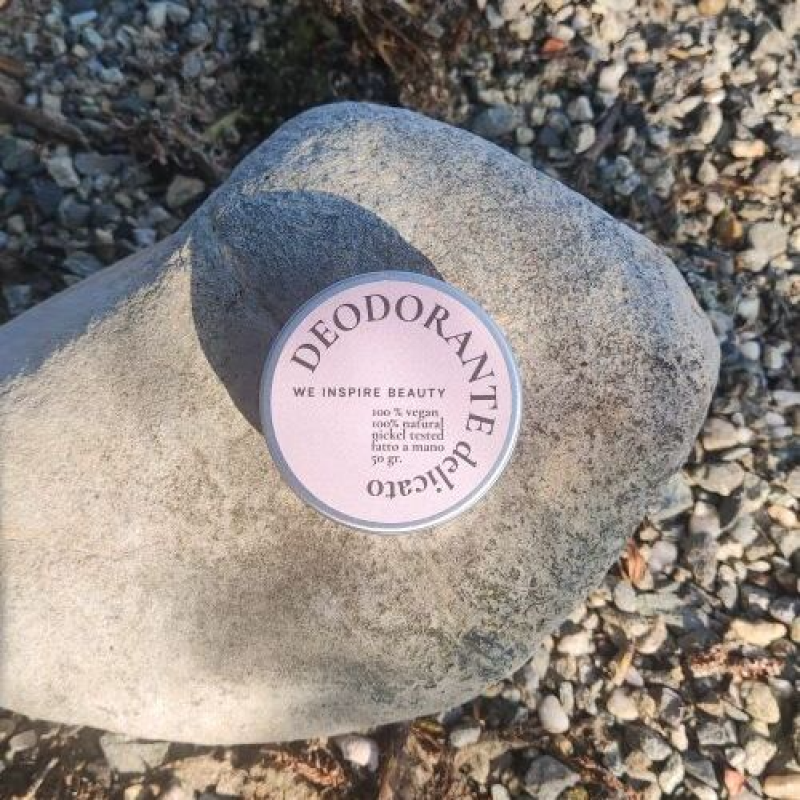 DEODORANTE delicato
WE INSPIRE BEAUTY
100 % vegan
100% natural
nickel tested
fatto a mano
50 gr.